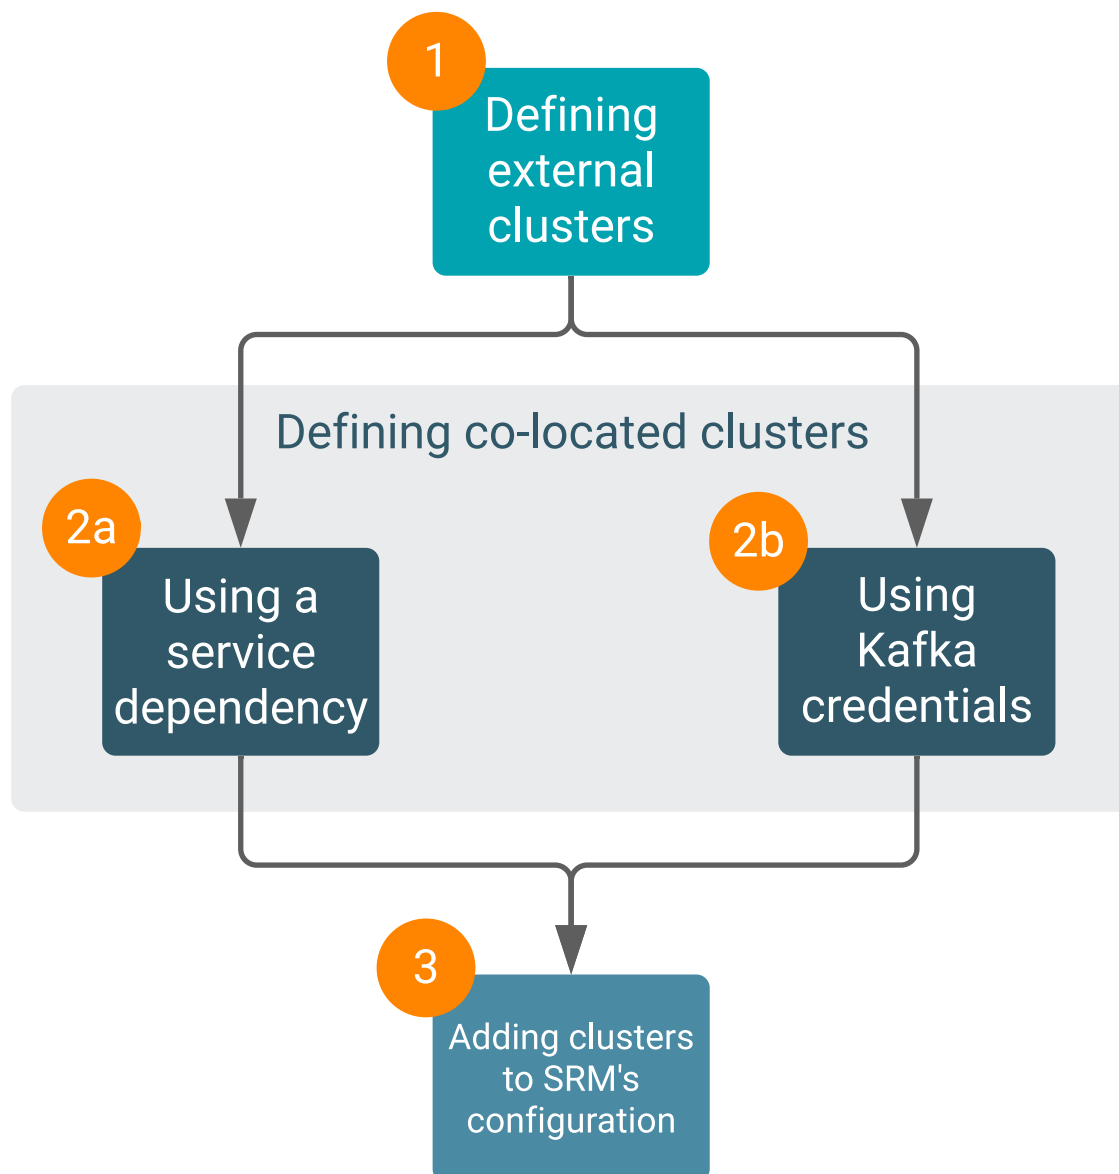 1
Defining
external
clusters
Defining co-located clusters
2a
Using a
service
dependency
2b
Using
Kafka
credentials
3
Adding clusters
to SRM's
configuration